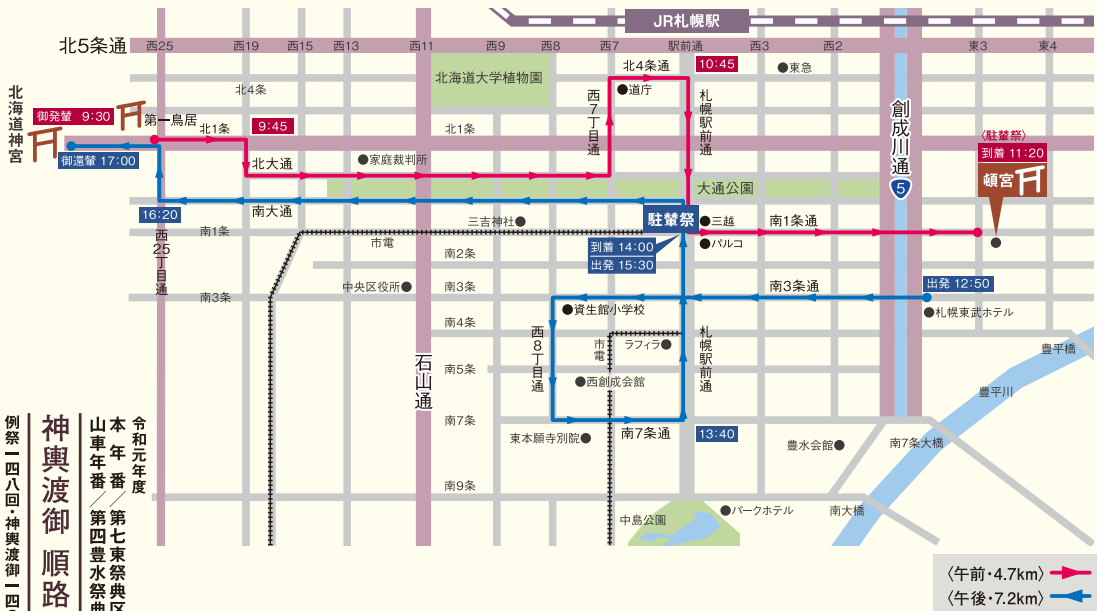 JR札幌駅
北5条通
西25
西19
西15
西13
西11
西9
西8
西7
駅前通
西3
西2
東3
東4
北4条通
10:45
●東急
北海道大学植物園
●道庁
北4条
北海道神宮
御発輦 9:30
第一鳥居
北1条
9:45
北1条
西7丁目通
札幌駅前通
創成川通
5
〈駐輦祭〉
到着 11:20
頓宮
御還輦 17:00
北大通
●家庭裁判所
大通公園
16:20
南大通
三吉神社●
駐輦祭
●三越
南1条通
南1条
市電
●パルコ
到着 14:00
出発 15:30
西25丁目通
南2条
中央区役所●
南3条
南3条通
出発 12:50
南3条
●資生館小学校
●札幌東武ホテル
南4条
西8丁目通
市電
ラフィラ●
札幌駅前通
豊平橋
石山通
南5条
●西創成会館
豊平川
南7条
南7条通
13:40
東本願寺別院●
豊水会館●
南7条大橋
南9条
中島公園
●パークホテル
南大橋
令和元年度
本年番／第七東祭典区
山車年番／第四豊水祭典
神輿渡御 順路
例祭一四八回・神輿渡御一四
〈午前・4.7km〉
〈午後・7.2km〉